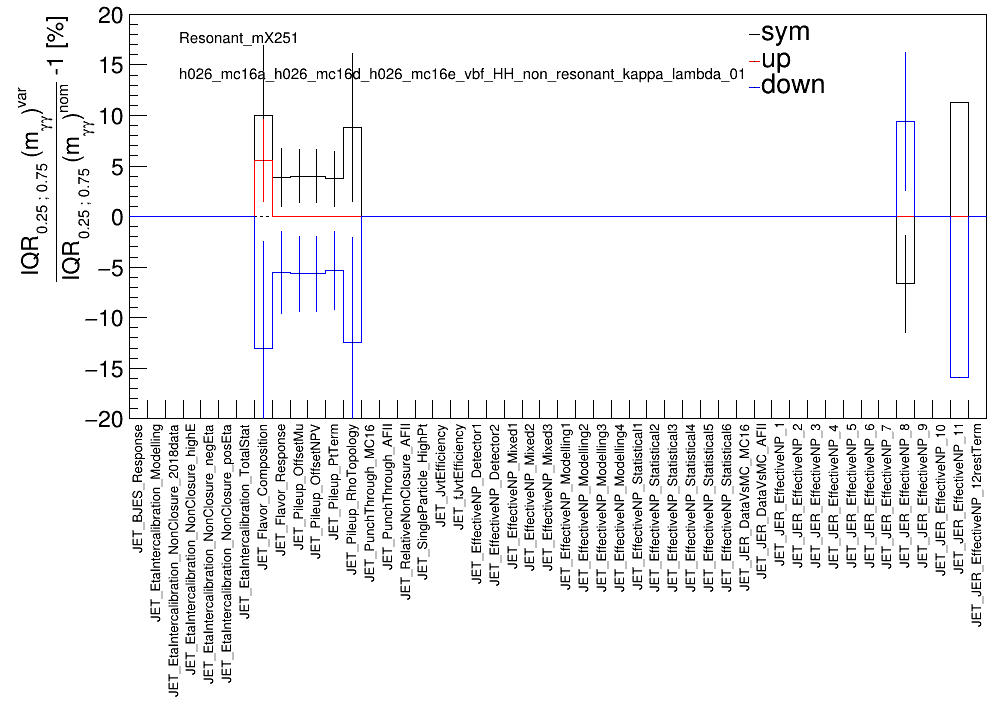 IQR0.25 ; 0.75 (mγγ)var
IQR0.25 ; 0.75 (mγγ)nom -1 [%]
20
15
10
5
0
−5
−10
−15
−20
Resonant_mX251
h026_mc16a_h026_mc16d_h026_mc16e_vbf_HH_non_resonant_kappa_lambda_01
sym
up
down
JET_BJES_Response
JET_EtaIntercalibration_Modelling
JET_EtaIntercalibration_NonClosure_2018data
JET_EtaIntercalibration_NonClosure_highE
JET_EtaIntercalibration_NonClosure_negEta
JET_EtaIntercalibration_NonClosure_posEta
JET_EtaIntercalibration_TotalStat
JET_Flavor_Composition
JET_Flavor_Response
JET_Pileup_OffsetMu
JET_Pileup_OffsetNPV
JET_Pileup_PtTerm
JET_Pileup_RhoTopology
JET_PunchThrough_MC16
JET_PunchThrough_AFII
JET_RelativeNonClosure_AFII
JET_SingleParticle_HighPt
JET_JvtEfficiency
JET_fJvtEfficiency
JET_EffectiveNP_Detector1
JET_EffectiveNP_Detector2
JET_EffectiveNP_Mixed1
JET_EffectiveNP_Mixed2
JET_EffectiveNP_Mixed3
JET_EffectiveNP_Modelling1
JET_EffectiveNP_Modelling2
JET_EffectiveNP_Modelling3
JET_EffectiveNP_Modelling4
JET_EffectiveNP_Statistical1
JET_EffectiveNP_Statistical2
JET_EffectiveNP_Statistical3
JET_EffectiveNP_Statistical4
JET_EffectiveNP_Statistical5
JET_EffectiveNP_Statistical6
JET_JER_DataVsMC_MC16
JET_JER_DataVsMC_AFII
JET_JER_EffectiveNP_1
JET_JER_EffectiveNP_2
JET_JER_EffectiveNP_3
JET_JER_EffectiveNP_4
JET_JER_EffectiveNP_5
JET_JER_EffectiveNP_6
JET_JER_EffectiveNP_7
JET_JER_EffectiveNP_8
JET_JER_EffectiveNP_9
JET_JER_EffectiveNP_10
JET_JER_EffectiveNP_11
JET_JER_EffectiveNP_12restTerm